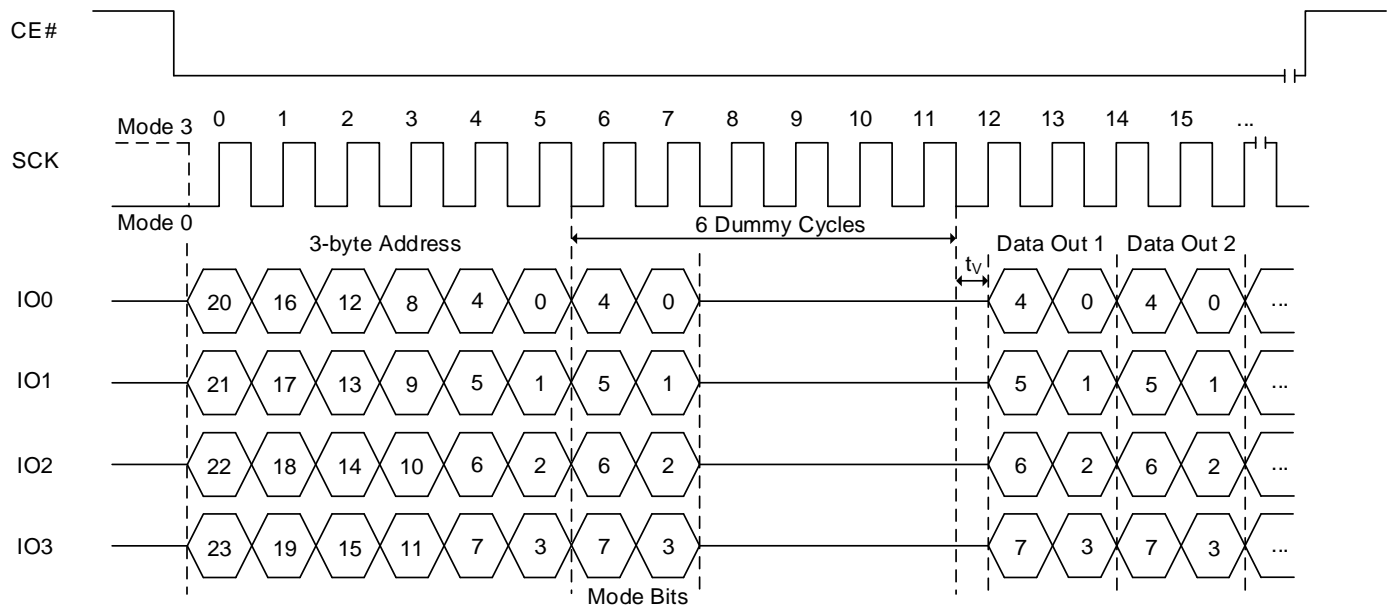 CE#
Mode 3
0 1 2 3 4 5 6 7 8 9 10 11 12 13 14 15 ...
SCK
Mode 0
3-byte Address
6 Dummy Cycles
tV
Data Out 1
Data Out 2
IO0
20 16 12 8 4 0 4 0 4 0 4 0 ...
IO1
21 17 13 9 5 1 5 1 5 1 5 1 ...
IO2
22 18 14 10 6 2 6 2 6 2 6 2 ...
IO3
23 19 15 11 7 3 7 3 7 3 7 3 ...
Mode Bits